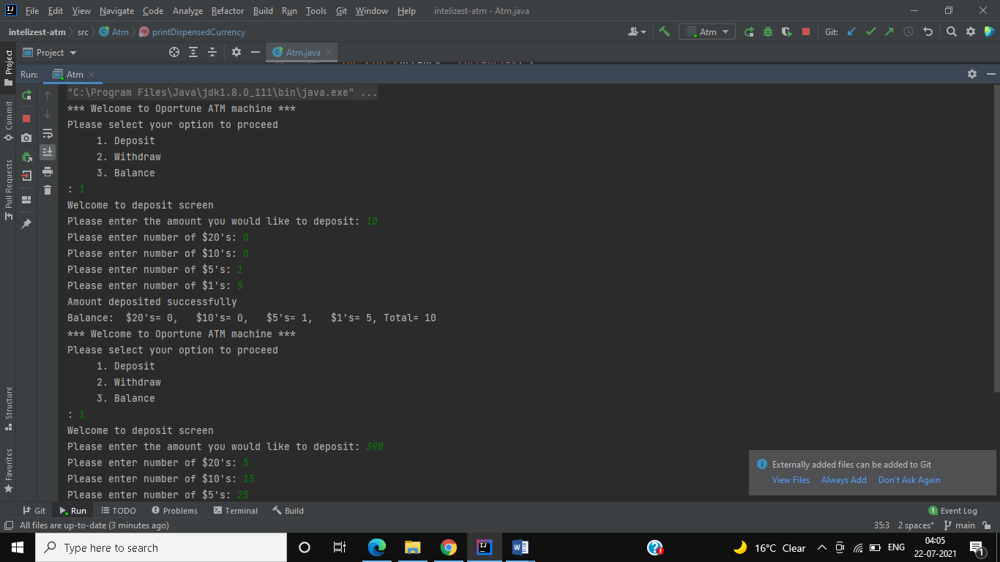 File Edit View Navigate Code Analyze Refactor Build Run Tools Git Window Help intelizest-atm - Atm.java
intelizest-atm src Atm printDispensedCurrency Atm Git:
Project Atm.java
Run: Atm
"C:\Program Files\Java\jdk1.8.0_111\bin\java.exe" ...
*** Welcome to Oportune ATM machine ***
Please select your option to proceed
1. Deposit
2. Withdraw
3. Balance
: 1
Welcome to deposit screen
Please enter the amount you would like to deposit: 10
Please enter number of $20's: 0
Please enter number of $10's: 0
Please enter number of $5's: 1
Please enter number of $1's: 5
Amount deposited successfully
Balance: $20's= 0, $10's= 0, $5's= 1, $1's= 5, Total= 10
*** Welcome to Oportune ATM machine ***
Please select your option to proceed
1. Deposit
2. Withdraw
3. Balance
: 1
Welcome to deposit screen
Please enter the amount you would like to deposit: 398
Please enter number of $20's: 5
Please enter number of $10's: 15
Please enter number of $5's: 25
Project
Commit
Pull Requests
Structure
Favorites
Externally added files can be added to Git
View Files Always Add Don't Ask Again
Git Run TODO Problems Terminal Build 1 Event Log
All files are up-to-date (3 minutes ago) 35:3 2 spaces* main
Type here to search 16°C Clear ENG 04:05
22-07-2021 1